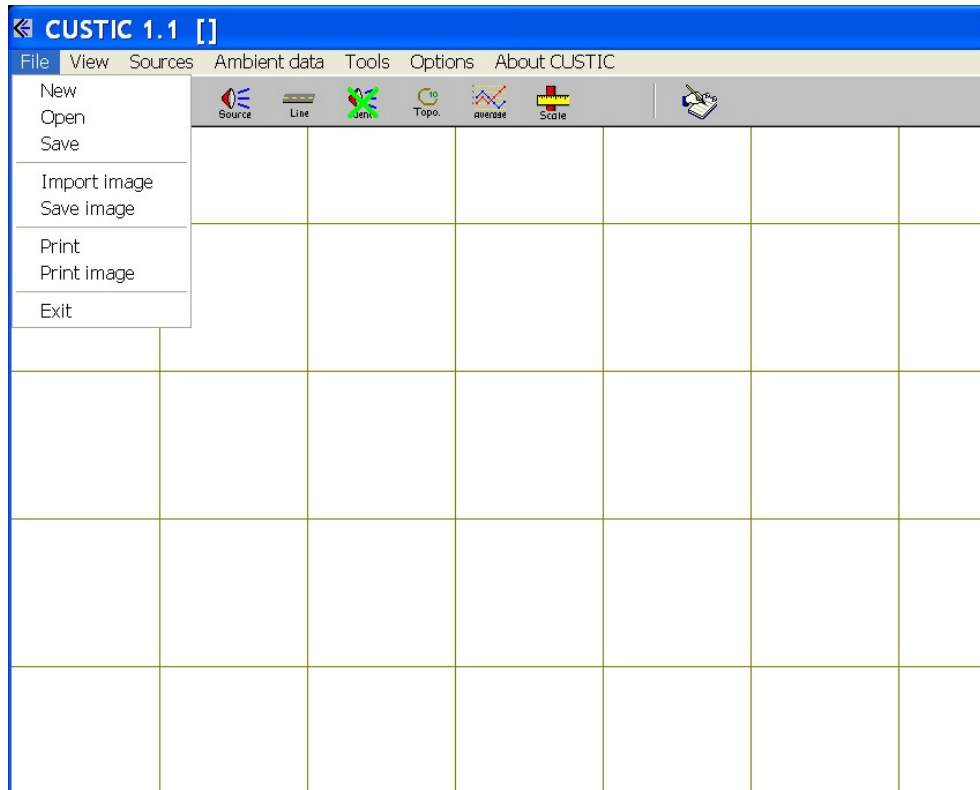 CUSTIC 1.1 []
File View Sources Ambient data Tools Options About CUSTIC
Source Line Topo. average Scale
New
Open
Save
Import image
Save image
Print
Print image
Exit